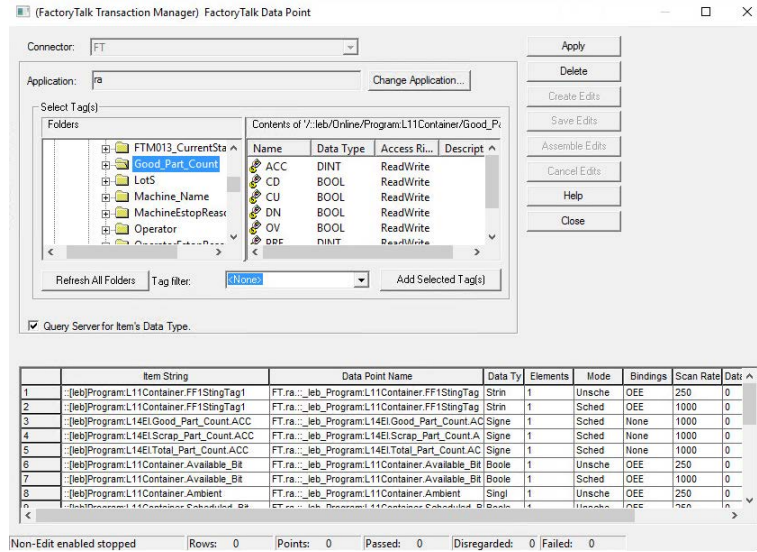 (FactoryTalk Transaction Manager) FactoryTalk Data Point
Connector: FT
Apply
Application: ra Change Application...
Delete
Create Edits
Select Tag(s)
Folders Contents of '/::leb/Online/Program:L11Container/Good_Pa
Save Edits
FTM013_CurrentSta Name Data Type Access Ri... Descript
Assemble Edits
Good_Part_Count ACC DINT ReadWrite
Cancel Edits
LotS CD BOOL ReadWrite
Machine_Name CU BOOL ReadWrite
Help
MachineEstopReaso DN BOOL ReadWrite
Operator OV BOOL ReadWrite
Close
OperatorEstopReas PRE DINT ReadWrite
Refresh All Folders Tag filter: <None> Add Selected Tag(s)
Query Server for Item's Data Type.
Item String Data Point Name Data Ty Elements Mode Bindings Scan Rate Data
1 ::[leb]Program:L11Container.FF1StingTag1 FT.ra.::_leb_Program:L11Container.FF1StingTag Strin 1 Unsche OEE 250 0
2 ::[leb]Program:L11Container.FF1StingTag1 FT.ra.::_leb_Program:L11Container.FF1StingTag Strin 1 Sched OEE 1000 0
3 ::[leb]Program:L14El.Good_Part_Count.ACC FT.ra.::_leb_Program:L14El.Good_Part_Count.AC Signe 1 Sched None 1000 0
4 ::[leb]Program:L14El.Scrap_Part_Count.ACC FT.ra.::_leb_Program:L14El.Scrap_Part_Count.A Signe 1 Sched None 1000 0
5 ::[leb]Program:L14El.Total_Part_Count.ACC FT.ra.::_leb_Program:L14El.Total_Part_Count.AC Signe 1 Sched None 1000 0
6 ::[leb]Program:L11Container.Available_Bit FT.ra.::_leb_Program:L11Container.Available_Bit Boole 1 Unsche OEE 250 0
7 ::[leb]Program:L11Container.Available_Bit FT.ra.::_leb_Program:L11Container.Available_Bit Boole 1 Sched OEE 1000 0
8 ::[leb]Program:L11Container.Ambient FT.ra.::_leb_Program:L11Container.Ambient Singl 1 Unsche OEE 250 0
Non-Edit enabled stopped Rows: 0 Points: 0 Passed: 0 Disregarded: 0 Failed: 0